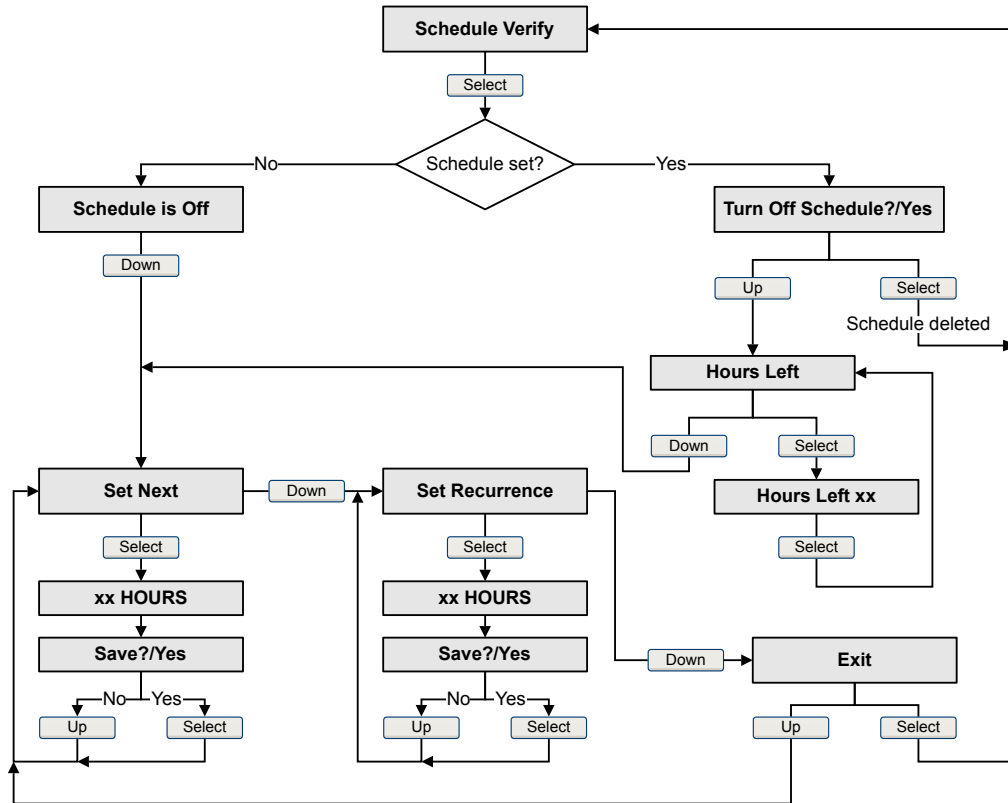 Schedule Verify
Select
No
Schedule set?
Yes
Schedule is Off
Turn Off Schedule?/Yes
Down
Up
Select
Schedule deleted
Hours Left
Down
Select
Set Next
Down
Set Recurrence
Hours Left xx
Select
Select
Select
xx HOURS
xx HOURS
Save?/Yes
Save?/Yes
Down
Exit
No
Yes
No
Yes
Up
Select
Up
Select
Up
Select